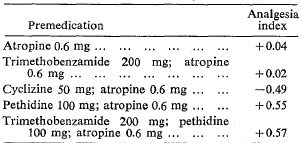 Premedication Analgesia index
Atropine 0.6 mg ... ... ... ... ... +0.04
Trimethobenzamide 200 mg; atropine
0.6 mg ... ... ... ... ... ... +0.02
Cyclizine 50 mg; atropine 0.6 mg ... ... −0.49
Pethidine 100 mg; atropine 0.6 mg ... ... +0.55
Trimethobenzamide 200 mg; pethidine
100 mg; atropine 0.6 mg ... ... ... +0.57